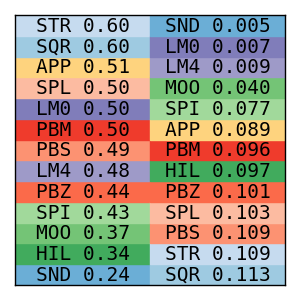 STR 0.60 SND 0.005
SQR 0.60 LM0 0.007
APP 0.51 LM4 0.009
SPL 0.50 MOO 0.040
LM0 0.50 SPI 0.077
PBM 0.50 APP 0.089
PBS 0.49 PBM 0.096
LM4 0.48 HIL 0.097
PBZ 0.44 PBZ 0.101
SPI 0.43 SPL 0.103
MOO 0.37 PBS 0.109
HIL 0.34 STR 0.109
SND 0.24 SQR 0.113